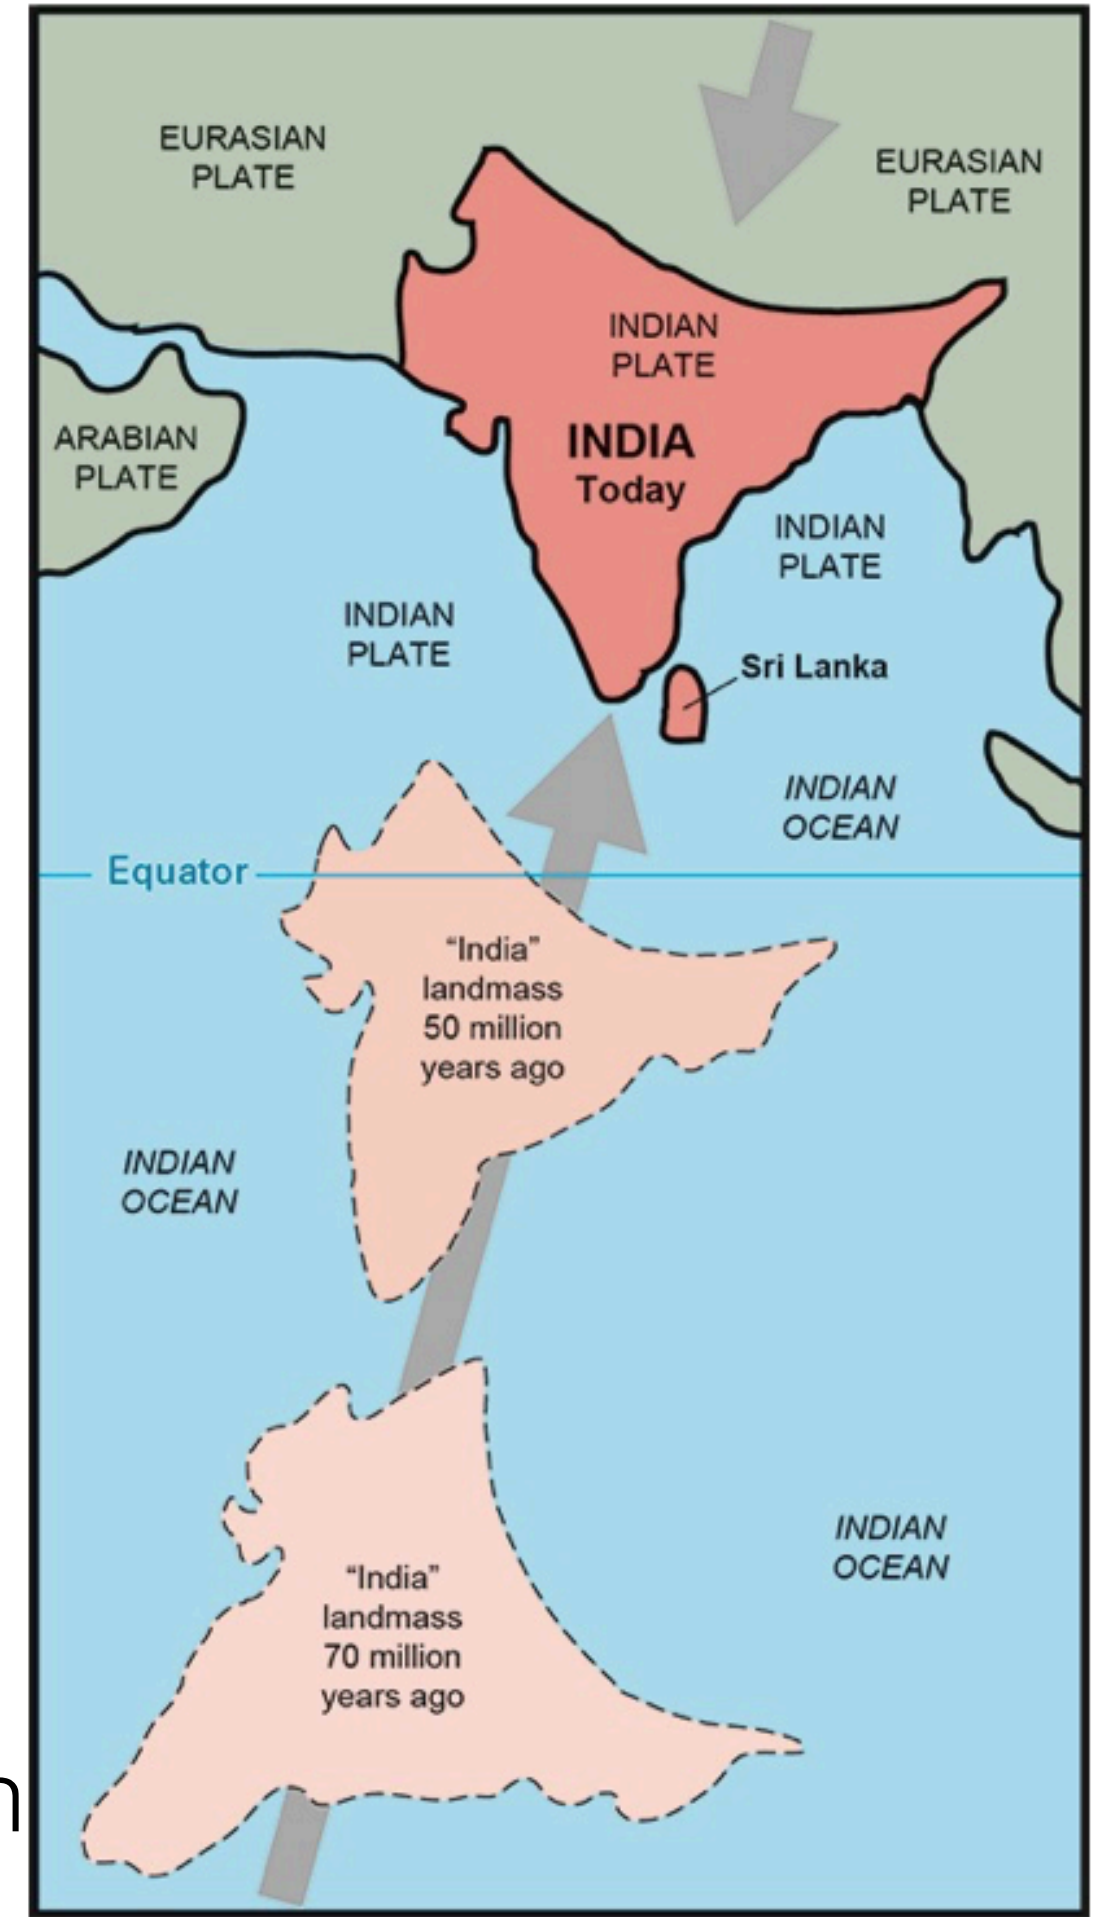 EURASIAN
PLATE
EURASIAN
PLATE
INDIAN
PLATE
ARABIAN
PLATE
INDIA
Today
INDIAN
PLATE
INDIAN
PLATE
Sri Lanka
INDIAN
OCEAN
Equator
“India”
landmass
50 million
years ago
INDIAN
OCEAN
INDIAN
OCEAN
“India”
landmass
70 million
years ago
n